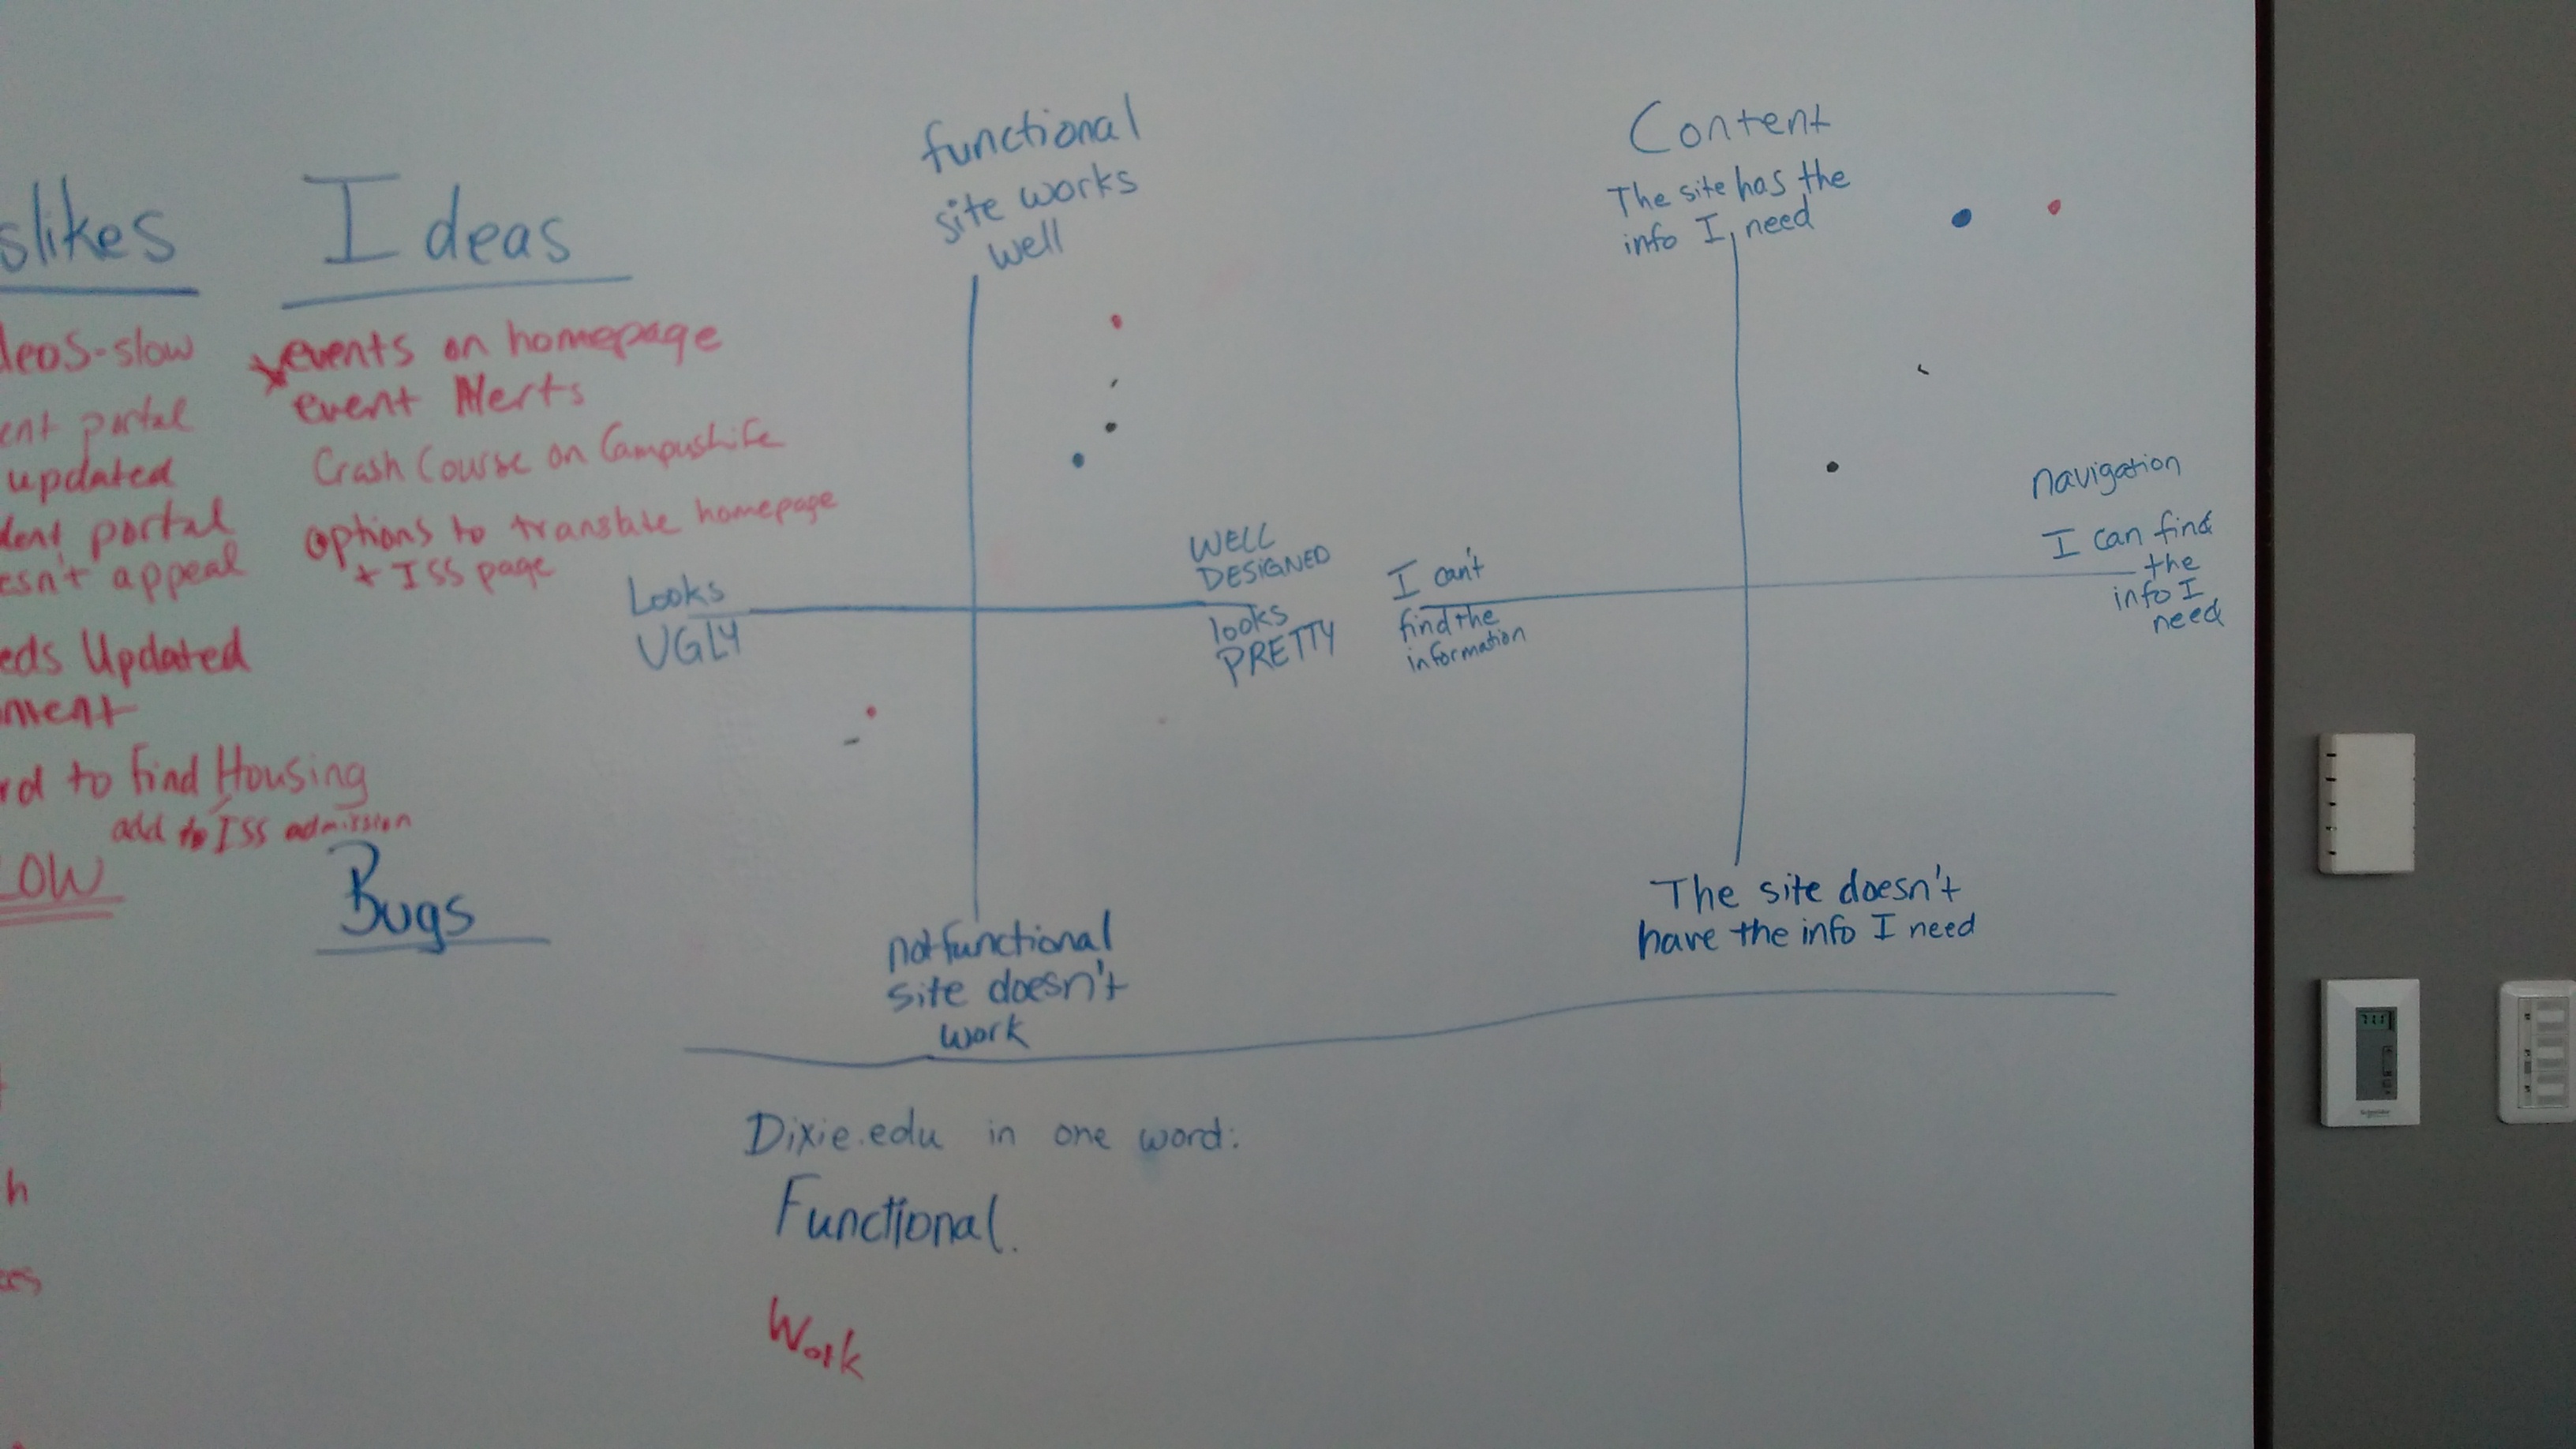 slikes
deos-slow
ent portal
updated
dent portal
esn't appeal
eds Updated
ment
rd to find Housing
add to ISS admission
LOW
h
ces
Ideas
events on homepage
event Alerts
Crash Course on Campus Life
options to translate homepage
+ ISS page
Bugs
functional
site works
well
Looks
UGLY
WELL
DESIGNED
looks
PRETTY
not functional
site doesn't
work
Content
The site has the
info I need
I can't
find the
information
navigation
I can find
the
info I
need
The site doesn't
have the info I need
Dixie.edu in one word:
Functional.
Work